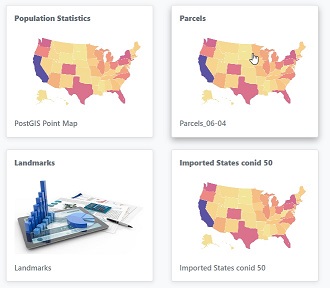 Population Statistics
PostGIS Point Map
Parcels
Parcels_06-04
Landmarks
Landmarks
Imported States conid 50
Imported States conid 50